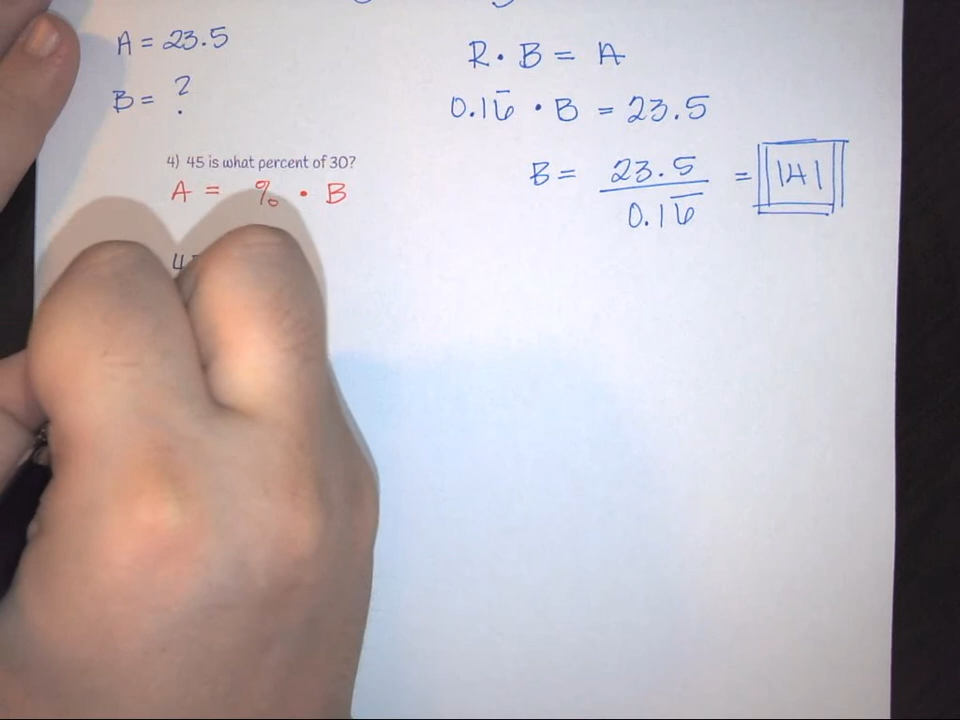 A = 23.5
B = ?
R · B = A
0.16̅ · B = 23.5
B = 23.5 / 0.16̅ = 141
4) 45 is what percent of 30?
A = % · B